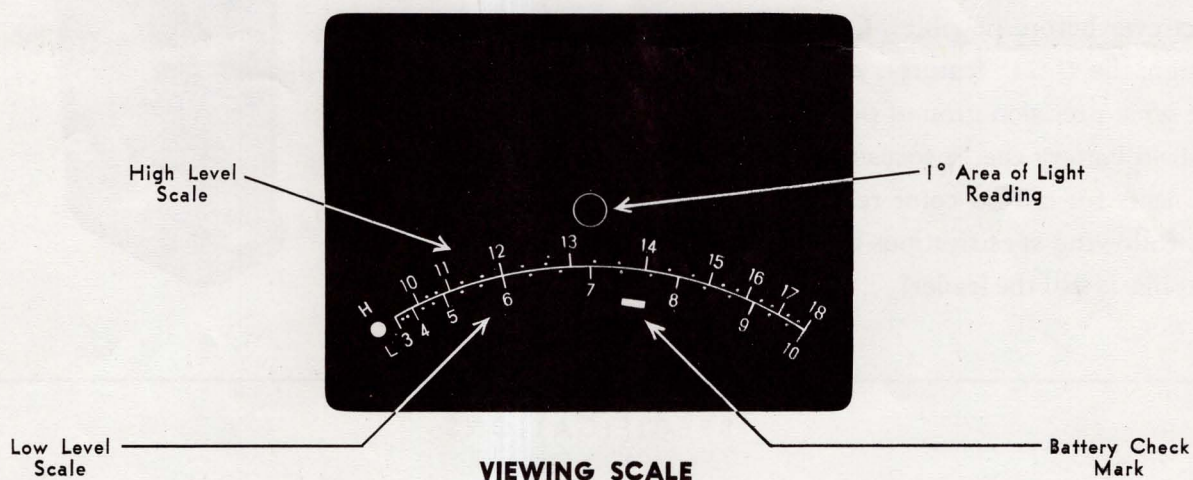 High Level
Scale
1° Area of Light
Reading
H
10 11 12 13 14 15 16 17 18
L 3 4 5 6 7 8 9 10
Low Level
Scale
Battery Check
Mark
VIEWING SCALE